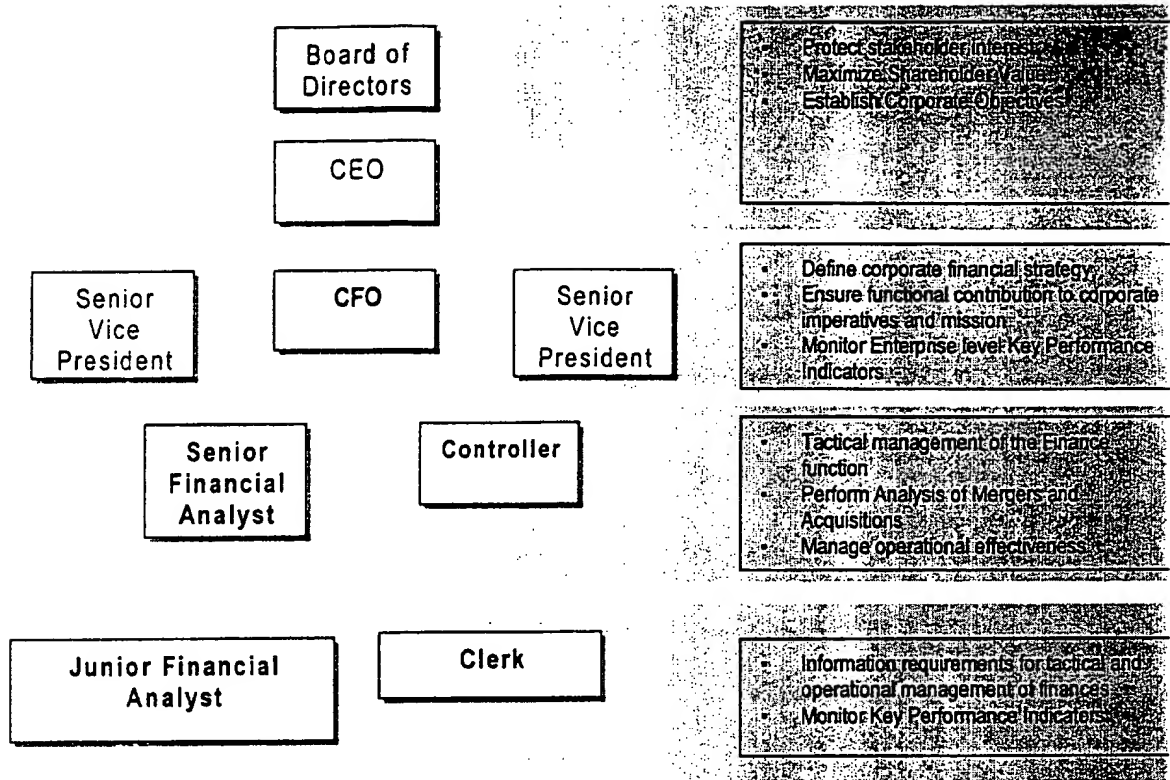 Board of
Directors
CEO
• Protect stakeholder interests
• Maximize Shareholder Value
• Establish Corporate Objectives
Senior
Vice
President
CFO
Senior
Vice
President
• Define corporate financial strategy
• Ensure functional contribution to corporate
imperatives and mission
• Monitor Enterprise level Key Performance
Indicators
Senior
Financial
Analyst
Controller
• Tactical management of the Finance
function
• Perform Analysis of Mergers and
Acquisitions
• Manage operational effectiveness
Junior Financial
Analyst
Clerk
• Information requirements for tactical and
operational management of finances
• Monitor Key Performance Indicators